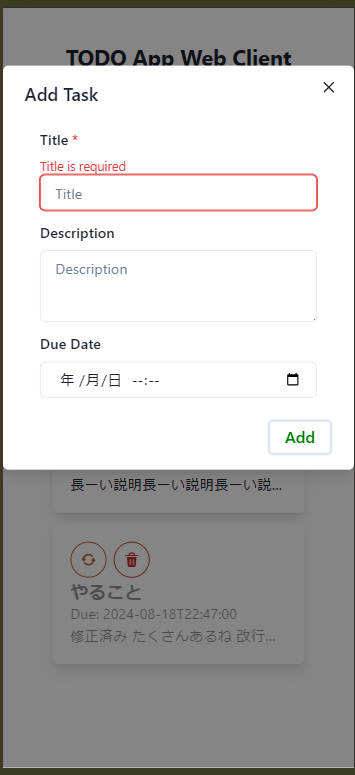 TODO App Web Client
Add Task
Title *
Title is required
Title
Description
Description
Due Date
年 /月/日 --:--
Add
長ーい説明長ーい説明長ーい説...
やること
Due: 2024-08-18T22:47:00
修正済み たくさんあるね 改行...